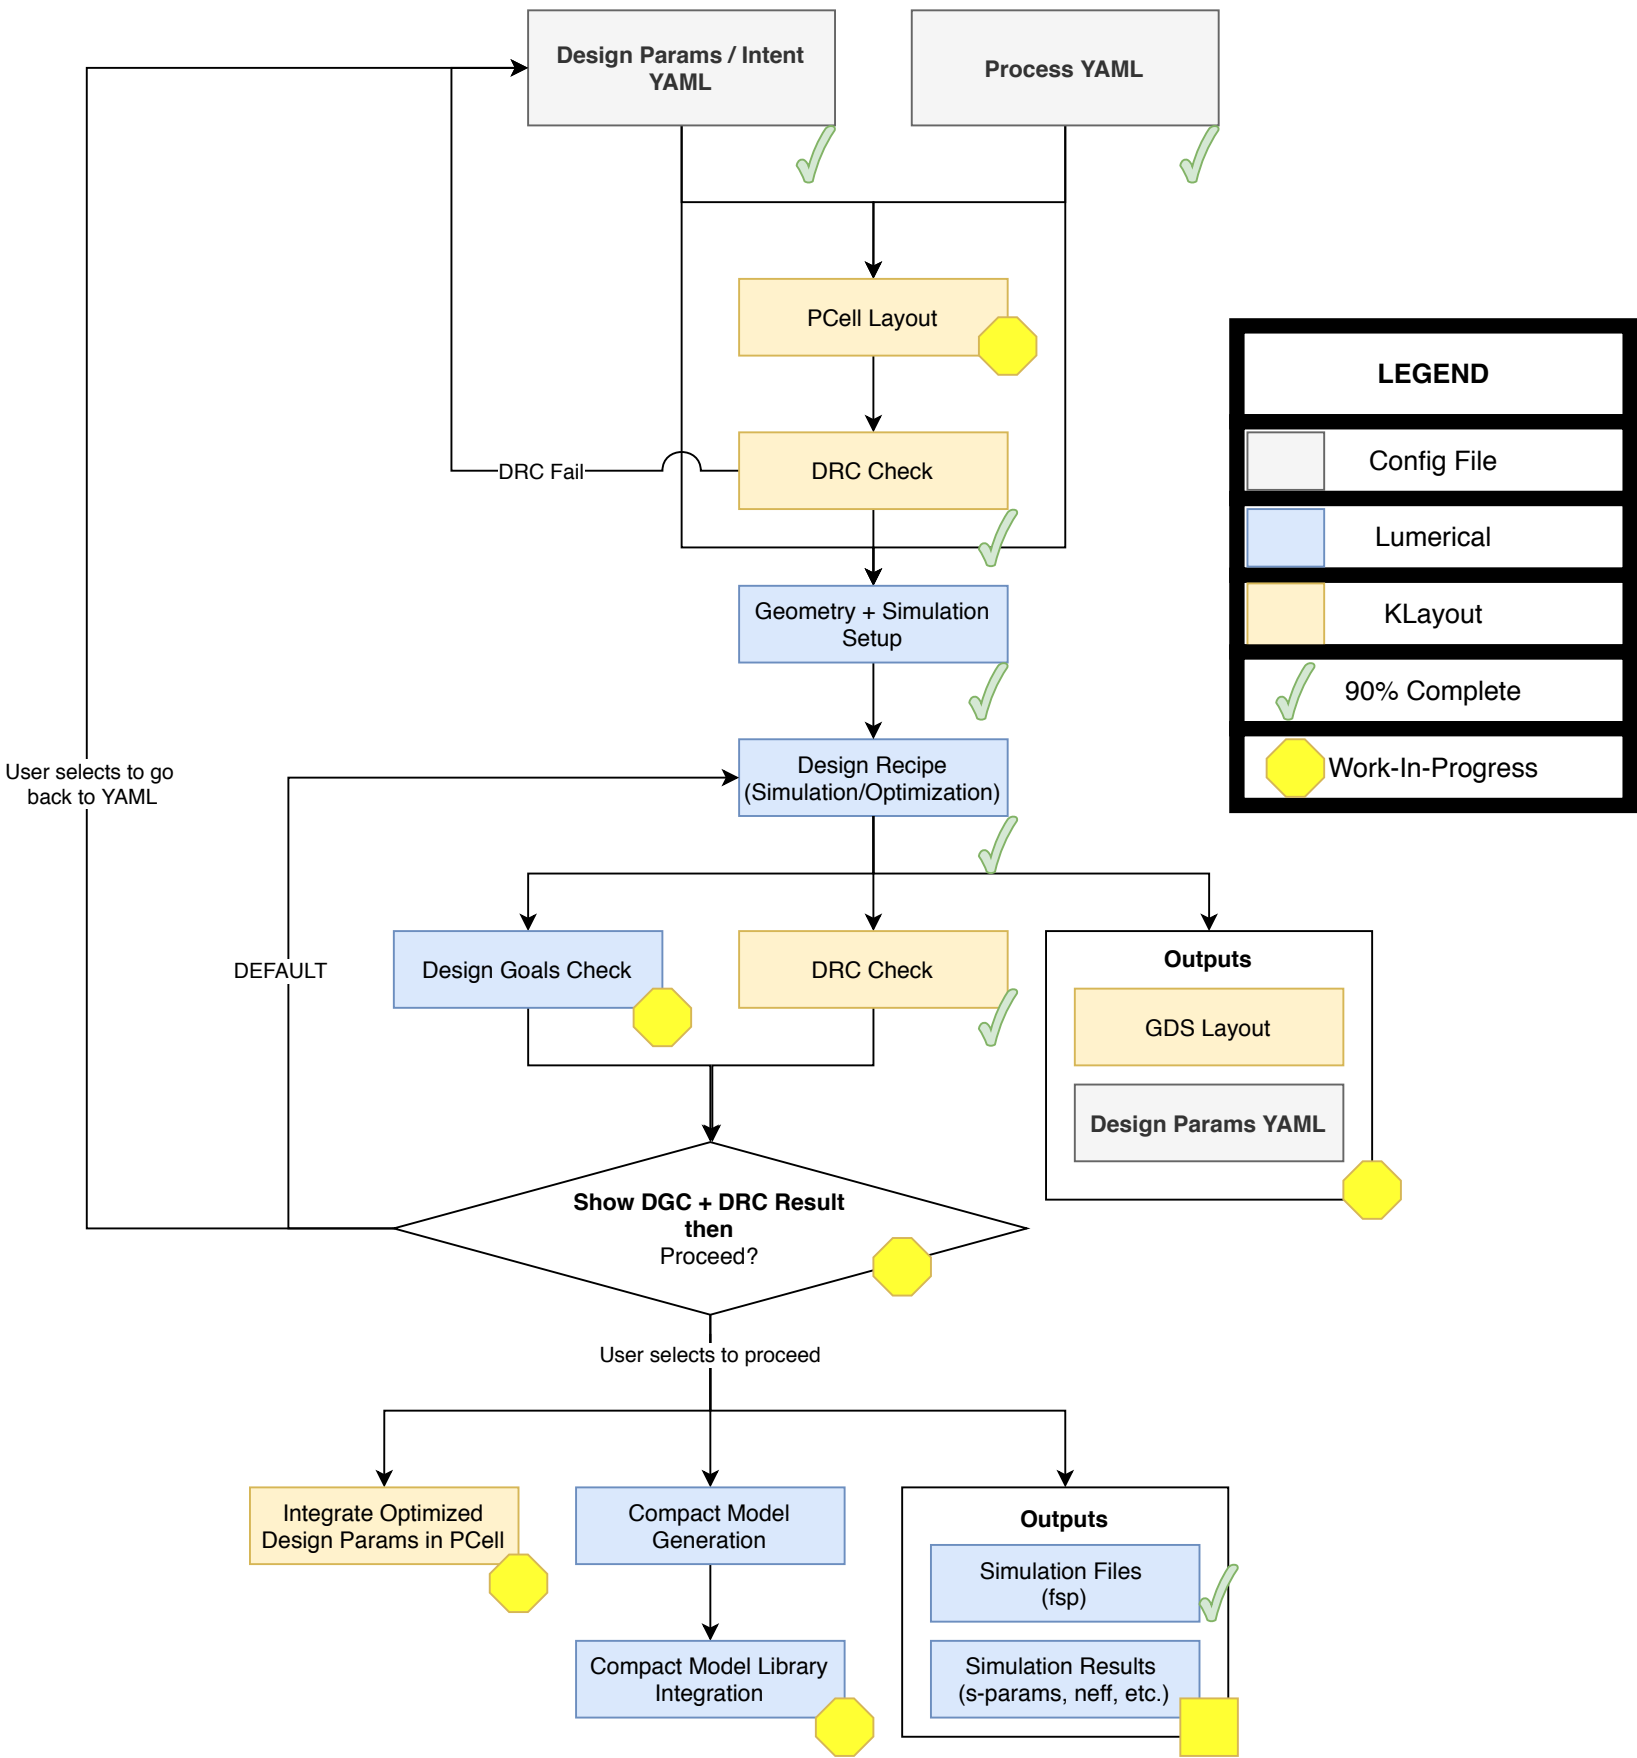 Design Params / Intent
YAML
Process YAML
PCell Layout
LEGEND
Config File
DRC Fail
DRC Check
Lumerical
Geometry + Simulation
Setup
KLayout
90% Complete
User selects to go
back to YAML
Design Recipe
(Simulation/Optimization)
Work-In-Progress
DEFAULT
Design Goals Check
DRC Check
Outputs
GDS Layout
Design Params YAML
Show DGC + DRC Result
then
Proceed?
User selects to proceed
Integrate Optimized
Design Params in PCell
Compact Model
Generation
Outputs
Simulation Files
(fsp)
Compact Model Library
Integration
Simulation Results
(s-params, neff, etc.)